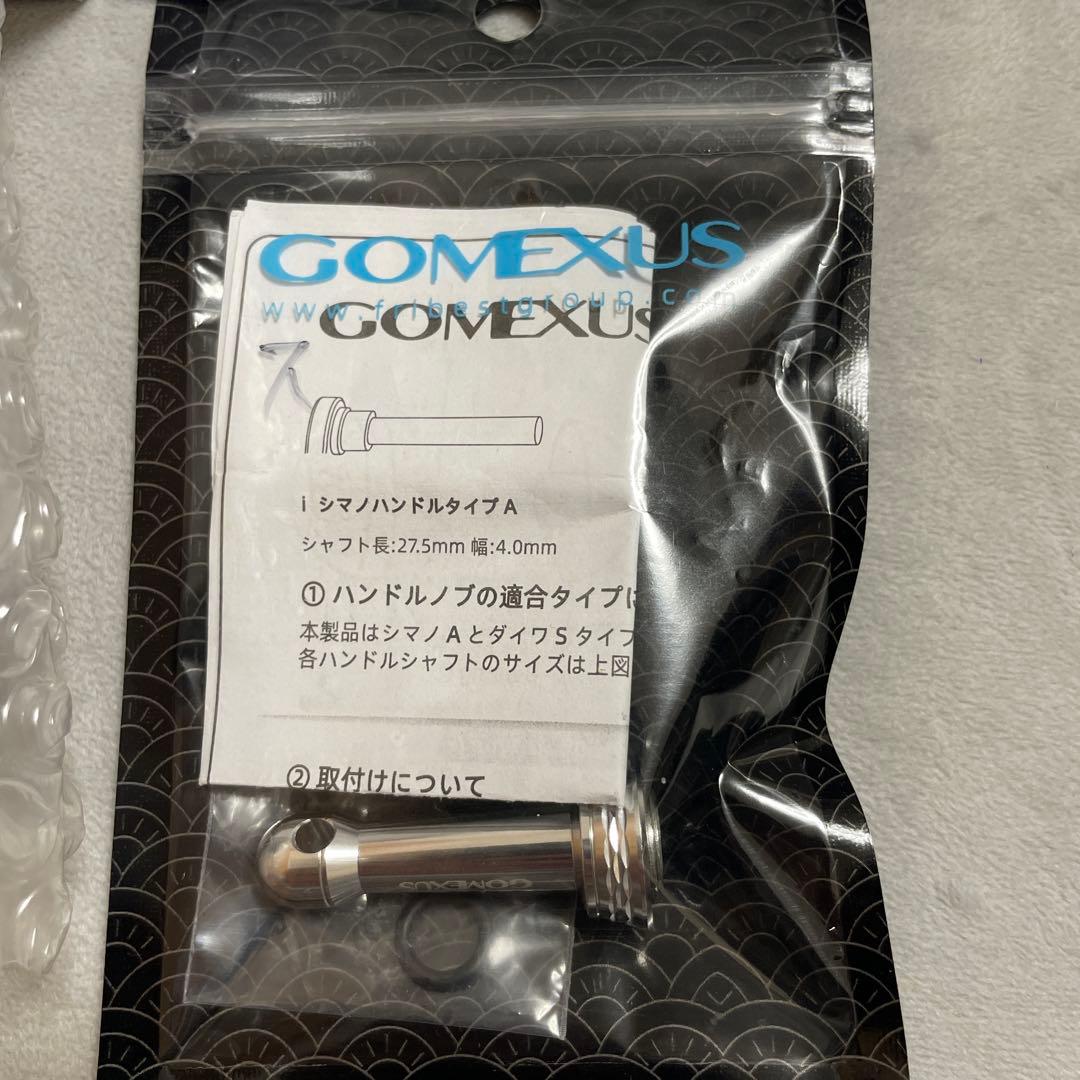 GOMEXUS
www.fribestgroup.com
GOMEXUS
ス
i シマノハンドルタイプ A
シャフト長:27.5mm 幅:4.0mm
① ハンドルノブの適合タイプに
本製品はシマノ A とダイワ S タイプ
各ハンドルシャフトのサイズは上図
② 取付けについて
GOMEXUS